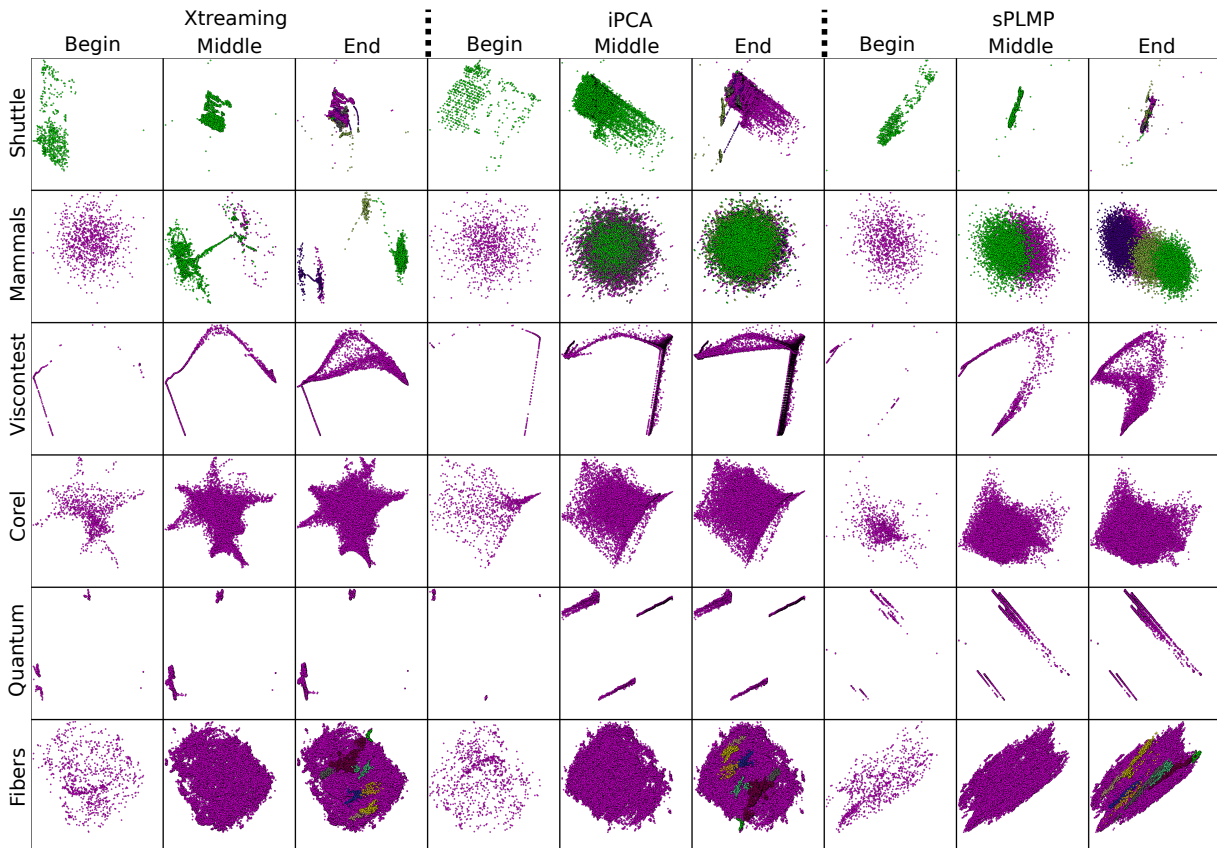 Xtreaming iPCA sPLMP
Begin Middle End Begin Middle End Begin Middle End
Shuttle
Mammals
Viscontest
Corel
Quantum
Fibers